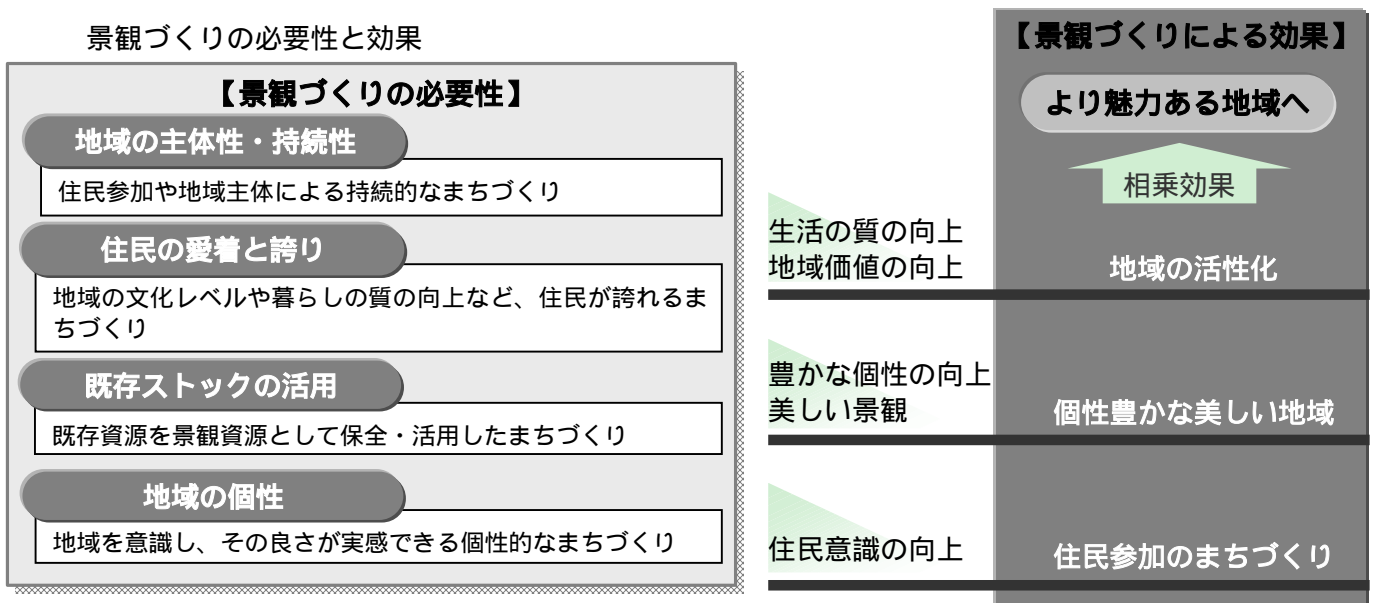 景観づくりの必要性と効果
【景観づくりの必要性】
地域の主体性・持続性
住民参加や地域主体による持続的なまちづくり
住民の愛着と誇り
地域の文化レベルや暮らしの質の向上など、住民が誇れるま
ちづくり
既存ストックの活用
既存資源を景観資源として保全・活用したまちづくり
地域の個性
地域を意識し、その良さが実感できる個性的なまちづくり
生活の質の向上
地域価値の向上
豊かな個性の向上
美しい景観
住民意識の向上
【景観づくりによる効果】
より魅力ある地域へ
相乗効果
地域の活性化
個性豊かな美しい地域
住民参加のまちづくり